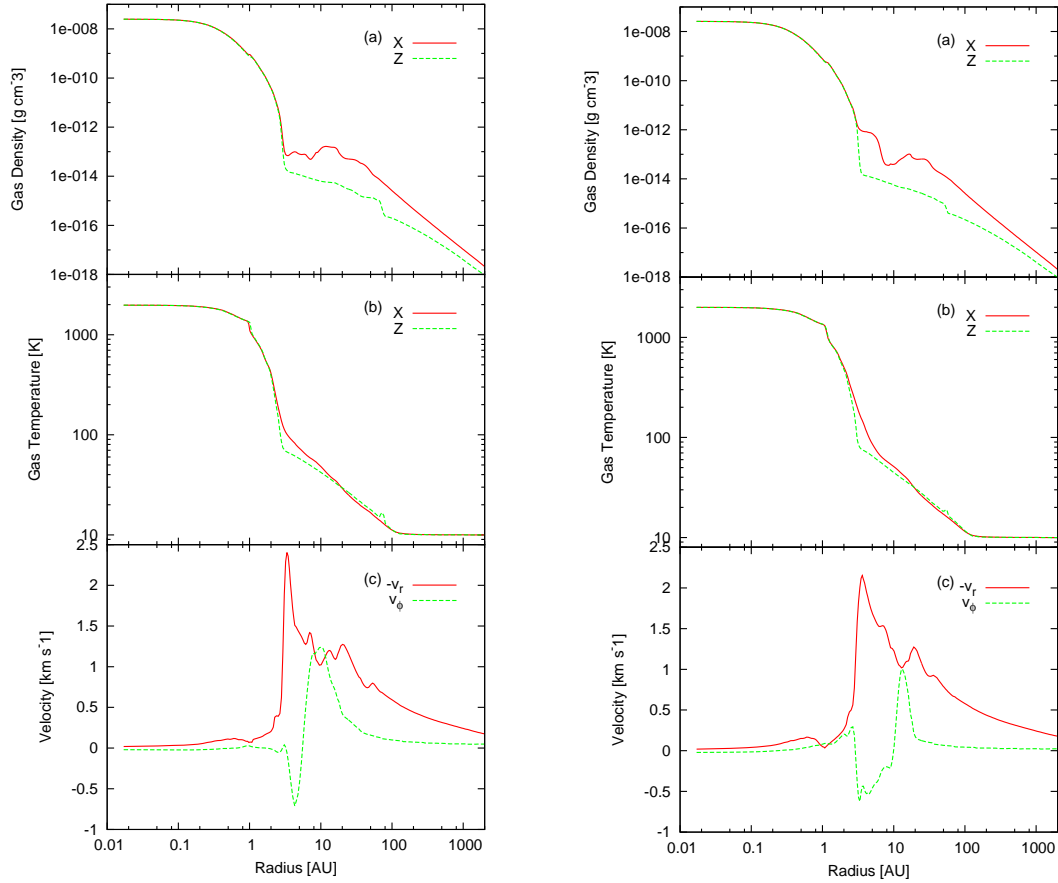 (a)
X
Z
1e-008
1e-010
1e-012
1e-014
1e-016
1e-018
Gas Density [g cm-3]
(b)
X
Z
1000
100
10
Gas Temperature [K]
(c)
-vr
vϕ
2.5
2
1.5
1
0.5
0
-0.5
-1
Velocity [km s-1]
0.01 0.1 1 10 100 1000
Radius [AU]
(a)
X
Z
1e-008
1e-010
1e-012
1e-014
1e-016
1e-018
Gas Density [g cm-3]
(b)
X
Z
1000
100
10
Gas Temperature [K]
(c)
-vr
vϕ
2.5
2
1.5
1
0.5
0
-0.5
-1
Velocity [km s-1]
0.01 0.1 1 10 100 1000
Radius [AU]